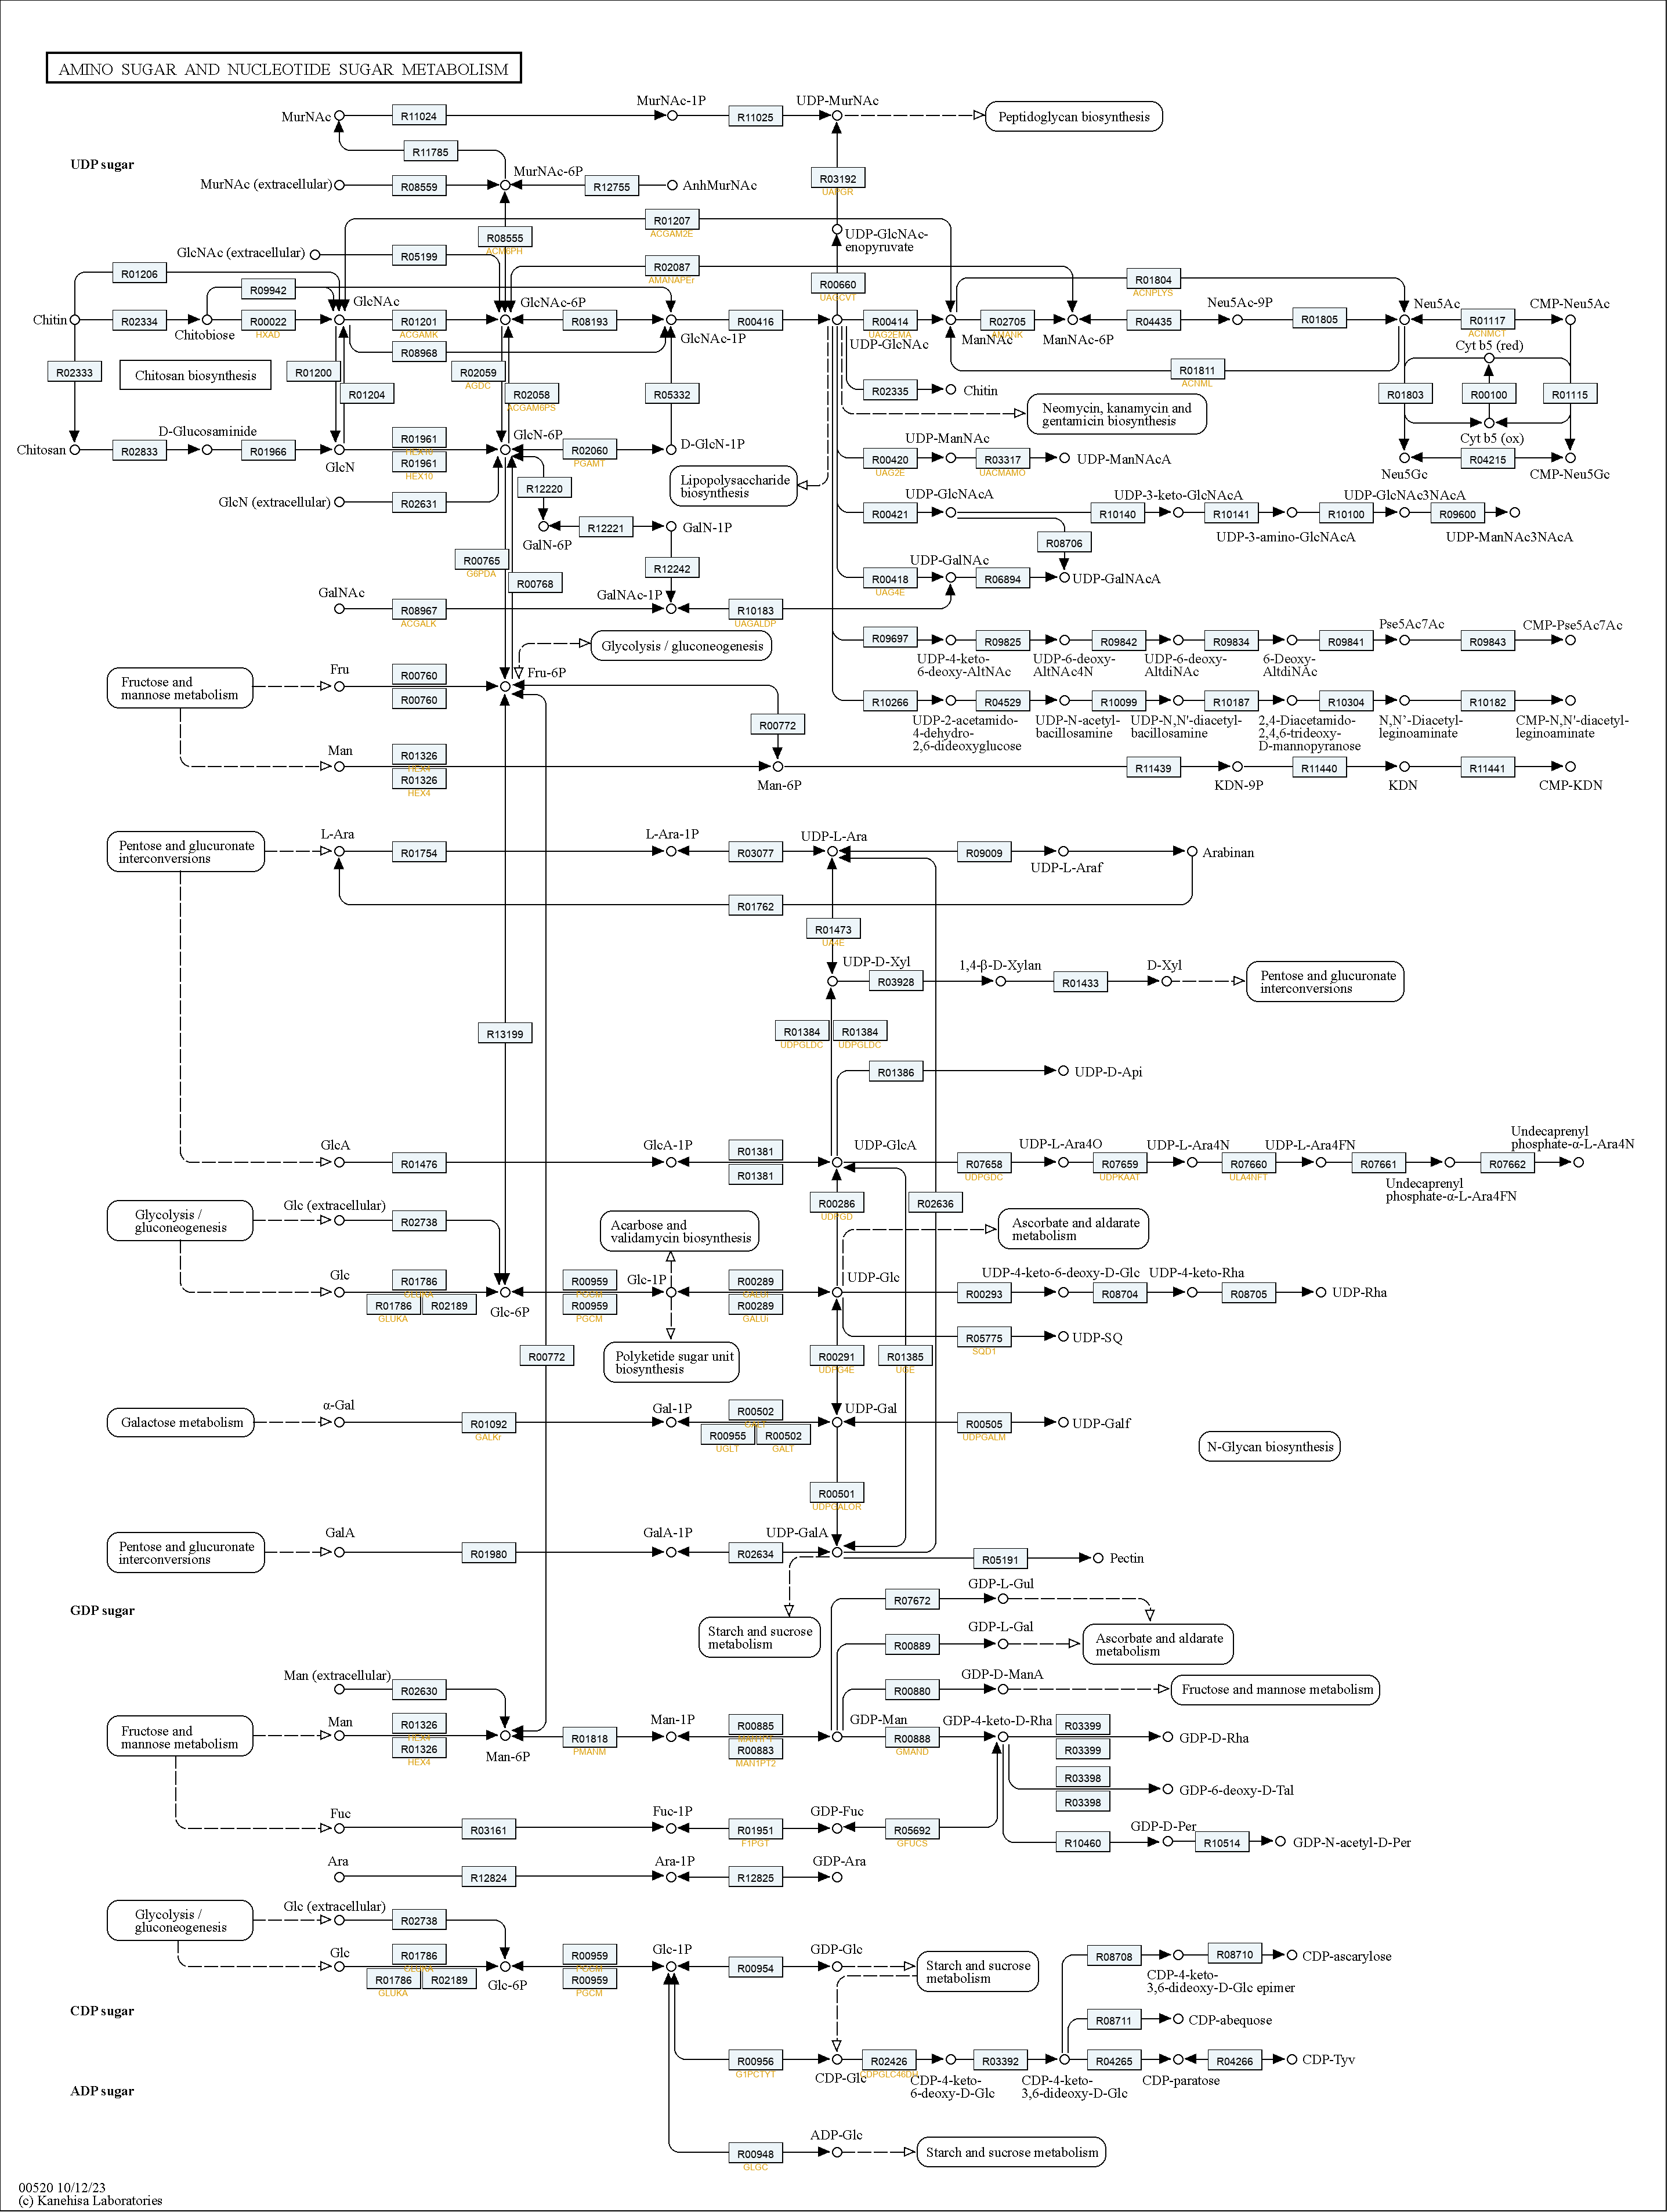 AMINO SUGAR AND NUCLEOTIDE SUGAR METABOLISM
MurNAc
R11024
MurNAc-1P
R11025
UDP-MurNAc
Peptidoglycan biosynthesis
R11785
UDP sugar
MurNAc (extracellular)
R08559
MurNAc-6P
R12755
AnhMurNAc
R03192
R01207
ACGAM2E
R08555
ACM6PH
UDP-GlcNAc-
enopyruvate
GlcNAc (extracellular)
R05199
R01206
R09942
R02087
AMANAPEr
R00660
R01804
ACNPLYS
Chitin
R02334
Chitobiose
R00022
HXAD
GlcNAc
R01201
ACGAMK
GlcNAc-6P
R08193
GlcNAc-1P
R00416
UDP-GlcNAc
R00414
UAG2EMA
ManNAc
R02705
AMANK
ManNAc-6P
R04435
Neu5Ac-9P
R01805
Neu5Ac
R01117
ACNMCT
CMP-Neu5Ac
R08968
R02333
Chitosan biosynthesis
R01200
R01204
R02059
AGDC
R02058
ACGAM6PS
R05332
R02335
Chitin
R01811
ACNML
Cyt b5 (red)
R01803
R00100
R01115
Cyt b5 (ox)
Neomycin, kanamycin and
gentamicin biosynthesis
Chitosan
R02833
D-Glucosaminide
R01966
GlcN
R01961
R01961
HEX10
GlcN-6P
R02060
PGAMT
D-GlcN-1P
UDP-ManNAc
R00420
UAG2E
R03317
UACMAMO
UDP-ManNAcA
Neu5Gc
R04215
CMP-Neu5Gc
Lipopolysaccharide
biosynthesis
GlcN (extracellular)
R02631
R12220
GalN-6P
R12221
GalN-1P
UDP-GlcNAcA
R00421
UDP-3-keto-GlcNAcA
R10140
R10141
UDP-3-amino-GlcNAcA
UDP-GlcNAc3NAcA
R10100
R09600
UDP-ManNAc3NAcA
R08706
R00765
G6PDA
R00768
R12242
UDP-GalNAc
R00418
UAG4E
R06894
UDP-GalNAcA
GalNAc
R08967
ACGALK
GalNAc-1P
R10183
UAGALDP
Glycolysis / gluconeogenesis
R09697
UDP-4-keto-
6-deoxy-AltNAc
R09825
UDP-6-deoxy-
AltNAc4N
R09842
UDP-6-deoxy-
AltdiNAc
R09834
6-Deoxy-
AltdiNAc
R09841
Pse5Ac7Ac
R09843
CMP-Pse5Ac7Ac
Fructose and
mannose metabolism
Fru
R00760
R00760
Fru-6P
R00772
R10266
UDP-2-acetamido-
4-dehydro-
2,6-dideoxyglucose
R04529
UDP-N-acetyl-
bacillosamine
R10099
UDP-N,N'-diacetyl-
bacillosamine
R10187
2,4-Diacetamido-
2,4,6-trideoxy-
D-mannopyranose
R10304
N,N'-Diacetyl-
leginoaminate
R10182
CMP-N,N'-diacetyl-
leginoaminate
Man
R01326
R01326
HEX4
Man-6P
R11439
KDN-9P
R11440
KDN
R11441
CMP-KDN
Pentose and glucuronate
interconversions
L-Ara
R01754
L-Ara-1P
R03077
UDP-L-Ara
R09009
UDP-L-Araf
Arabinan
R01762
R01473
UA4E
UDP-D-Xyl
R03928
1,4-β-D-Xylan
R01433
D-Xyl
Pentose and glucuronate
interconversions
R13199
R01384
UDPGLDC
R01384
UDPGLDC
R01386
UDP-D-Api
GlcA
R01476
GlcA-1P
R01381
R01381
UDP-GlcA
R07658
UDPGDC
UDP-L-Ara4O
R07659
UDPKAAT
UDP-L-Ara4N
R07660
ULA4NFT
UDP-L-Ara4FN
R07661
Undecaprenyl
phosphate-α-L-Ara4FN
R07662
Undecaprenyl
phosphate-α-L-Ara4N
Glycolysis /
gluconeogenesis
Glc (extracellular)
R02738
R00286
UDPGD
R02636
Acarbose and
validamycin biosynthesis
Ascorbate and aldarate
metabolism
Glc
R01786
R01786
GLUKA
R02189
Glc-6P
R00959
R00959
PGCM
Glc-1P
R00289
R00289
GALUi
UDP-Glc
R00293
UDP-4-keto-6-deoxy-D-Glc
R08704
UDP-4-keto-Rha
R08705
UDP-Rha
R05775
SQD1
UDP-SQ
R00772
Polyketide sugar unit
biosynthesis
R00291
UDPG4E
R01385
UGE
Galactose metabolism
α-Gal
R01092
GALKr
Gal-1P
R00502
R00955
UGLT
R00502
GALT
UDP-Gal
R00505
UDPGALM
UDP-Galf
N-Glycan biosynthesis
R00501
UDPGALOR
Pentose and glucuronate
interconversions
GalA
R01980
GalA-1P
R02634
UDP-GalA
R05191
Pectin
GDP sugar
Starch and sucrose
metabolism
R07672
GDP-L-Gul
R00889
GDP-L-Gal
Ascorbate and aldarate
metabolism
Man (extracellular)
R02630
R00880
GDP-D-ManA
Fructose and mannose metabolism
Fructose and
mannose metabolism
Man
R01326
R01326
HEX4
Man-6P
R01818
PMANM
Man-1P
R00885
R00883
MAN1PT2
GDP-Man
R00888
GMAND
GDP-4-keto-D-Rha
R03399
R03399
GDP-D-Rha
R03398
R03398
GDP-6-deoxy-D-Tal
Fuc
R03161
Fuc-1P
R01951
F1PGT
GDP-Fuc
R05692
GFUCS
R10460
GDP-D-Per
R10514
GDP-N-acetyl-D-Per
Ara
R12824
Ara-1P
R12825
GDP-Ara
Glycolysis /
gluconeogenesis
Glc (extracellular)
R02738
Glc
R01786
R01786
GLUKA
R02189
Glc-6P
R00959
R00959
PGCM
Glc-1P
R00954
GDP-Glc
Starch and sucrose
metabolism
R08708
CDP-4-keto-
3,6-dideoxy-D-Glc epimer
R08710
CDP-ascarylose
CDP sugar
R08711
CDP-abequose
R00956
G1PCTYT
CDP-Glc
R02426
CDP-4-keto-
6-deoxy-D-Glc
R03392
CDP-4-keto-
3,6-dideoxy-D-Glc
R04265
CDP-paratose
R04266
CDP-Tyv
ADP sugar
R00948
GLGC
ADP-Glc
Starch and sucrose metabolism
00520 10/12/23
(c) Kanehisa Laboratories